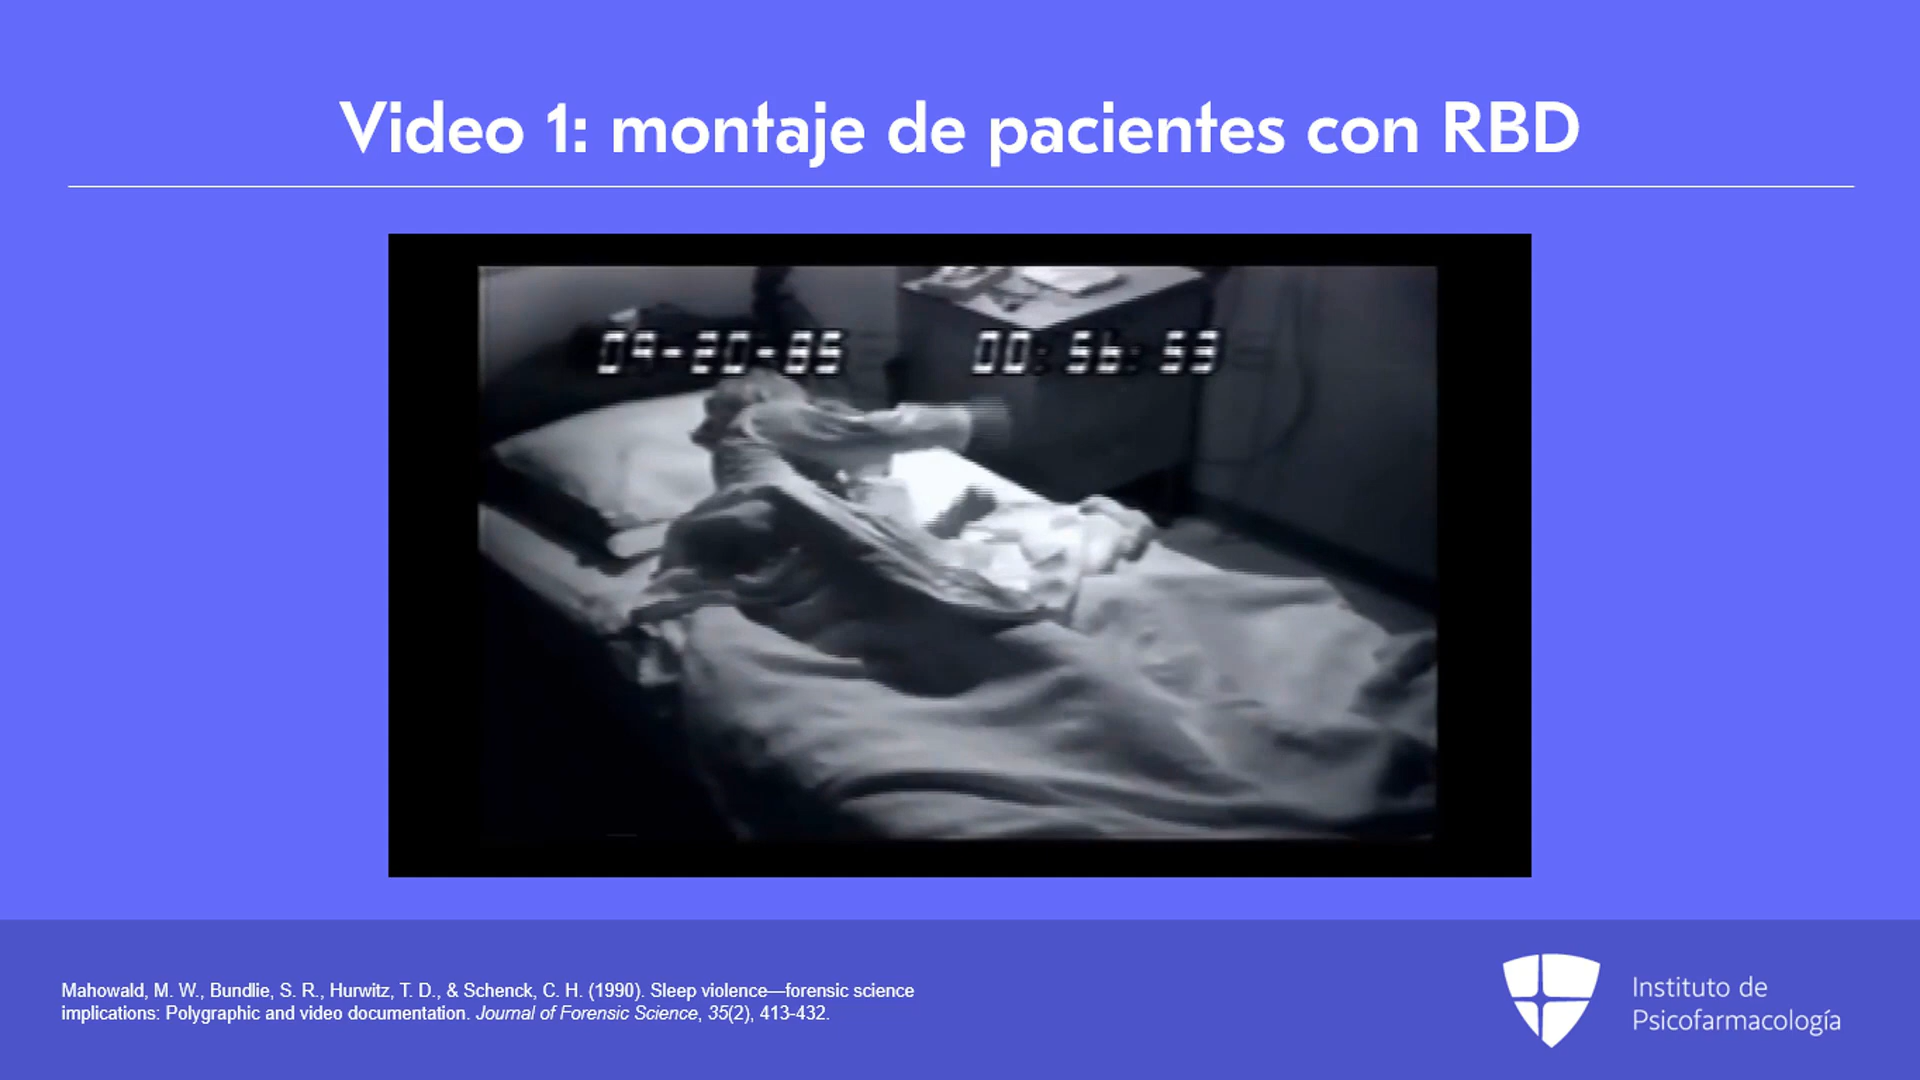 Video 1: montaje de pacientes con RBD
09-20-85 00:56:53
Mahowald, M. W., Bundlie, S. R., Hurwitz, T. D., & Schenck, C. H. (1990). Sleep violence—forensic science
implications: Polygraphic and video documentation. Journal of Forensic Science, 35(2), 413-432.
Instituto de
Psicofarmacología